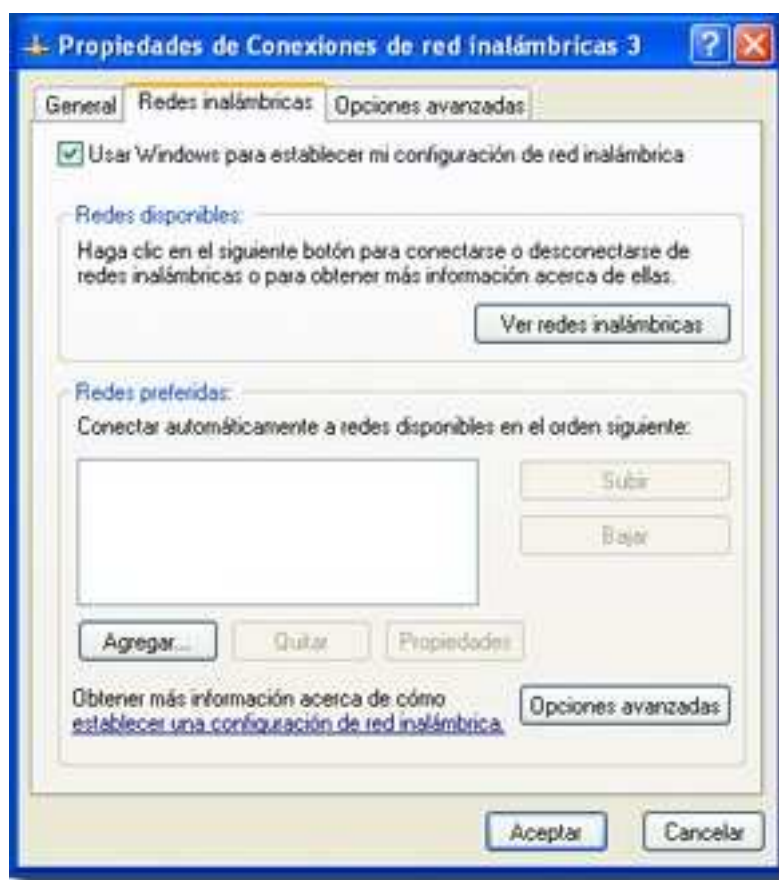 Propiedades de Conexiones de red inalámbricas 3
General Redes inalámbricas Opciones avanzadas
Usar Windows para establecer mi configuración de red inalámbrica
Redes disponibles:
Haga clic en el siguiente botón para conectarse o desconectarse de
redes inalámbricas o para obtener más información acerca de ellas.
Ver redes inalámbricas
Redes preferidas:
Conectar automáticamente a redes disponibles en el orden siguiente:
Subir
Bajar
Agregar... Quitar Propiedades
Obtener más información acerca de cómo
establecer una configuración de red inalámbrica.
Opciones avanzadas
Aceptar Cancelar